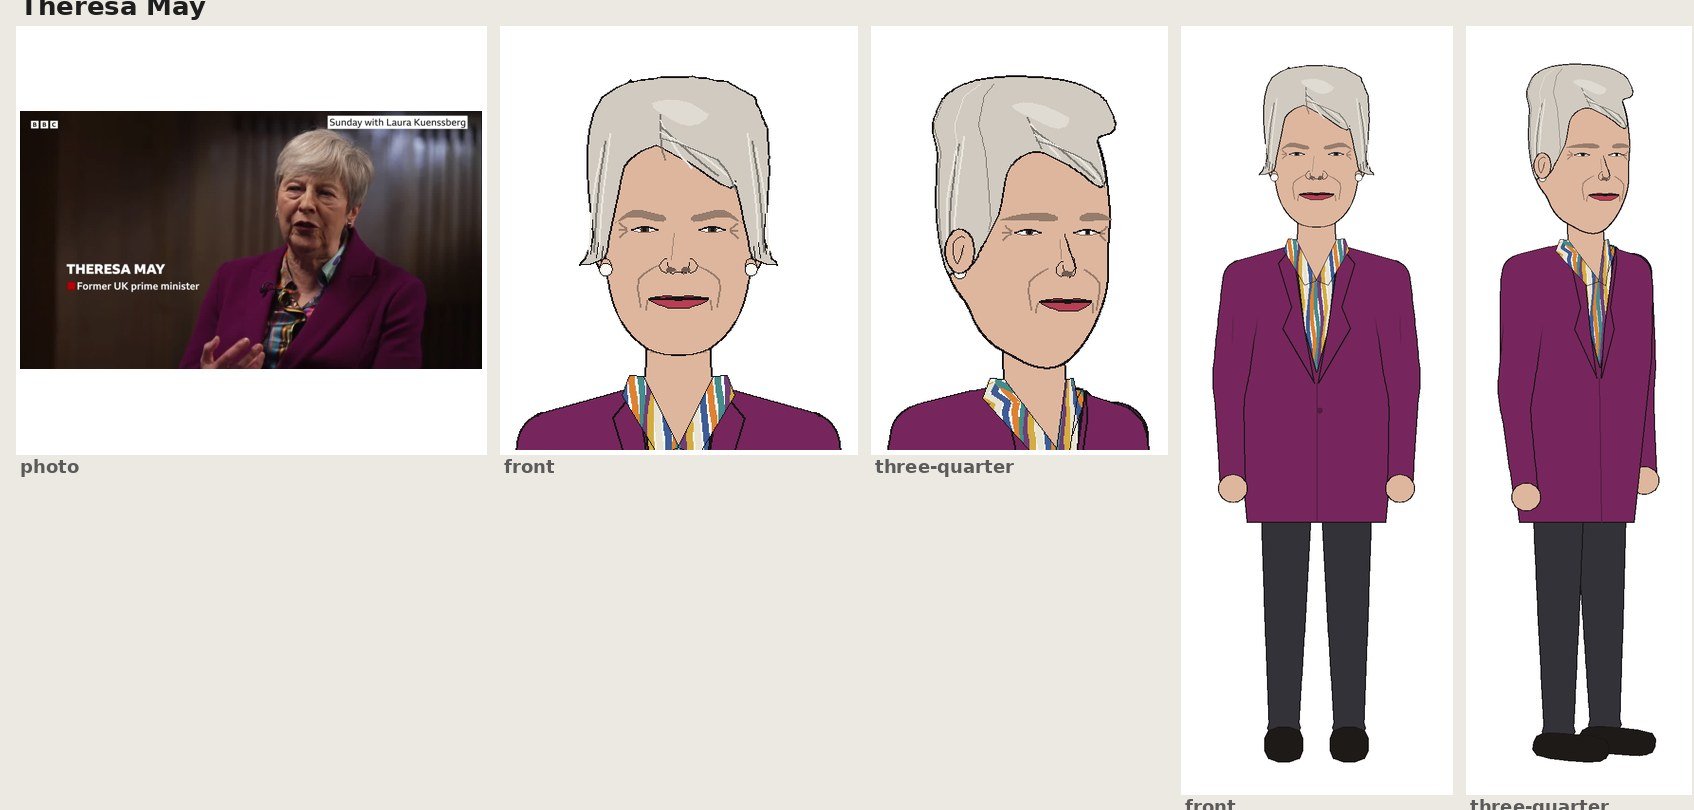 Theresa May
BBC
Sunday with Laura Kuenssberg
THERESA MAY
Former UK prime minister
photo
front
three-quarter
front
three-quarter